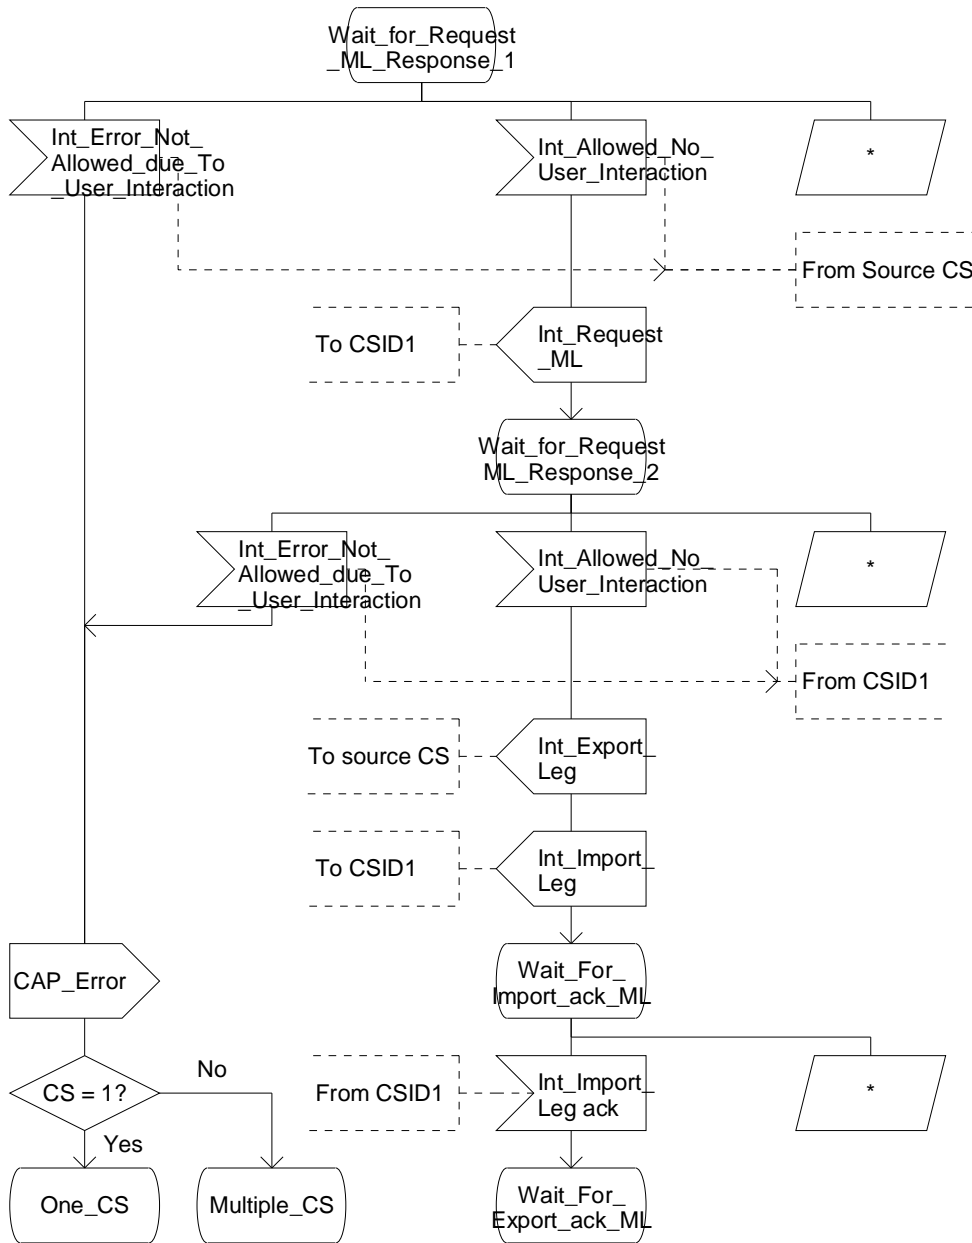 Wait_for_Request
_ML_Response_1
Int_Error_Not_
Allowed_due_To
_User_Interaction
Int_Allowed_No_
User_Interaction
*
From Source CS
To CSID1
Int_Request
_ML
Wait_for_Request
ML_Response_2
Int_Error_Not_
Allowed_due_To
_User_Interaction
Int_Allowed_No_
User_Interaction
*
From CSID1
To source CS
Int_Export_
Leg
To CSID1
Int_Import_
Leg
CAP_Error
Wait_For_
Import_ack_ML
CS = 1?
No
Yes
From CSID1
Int_Import_
Leg ack
*
One_CS
Multiple_CS
Wait_For_
Export_ack_ML